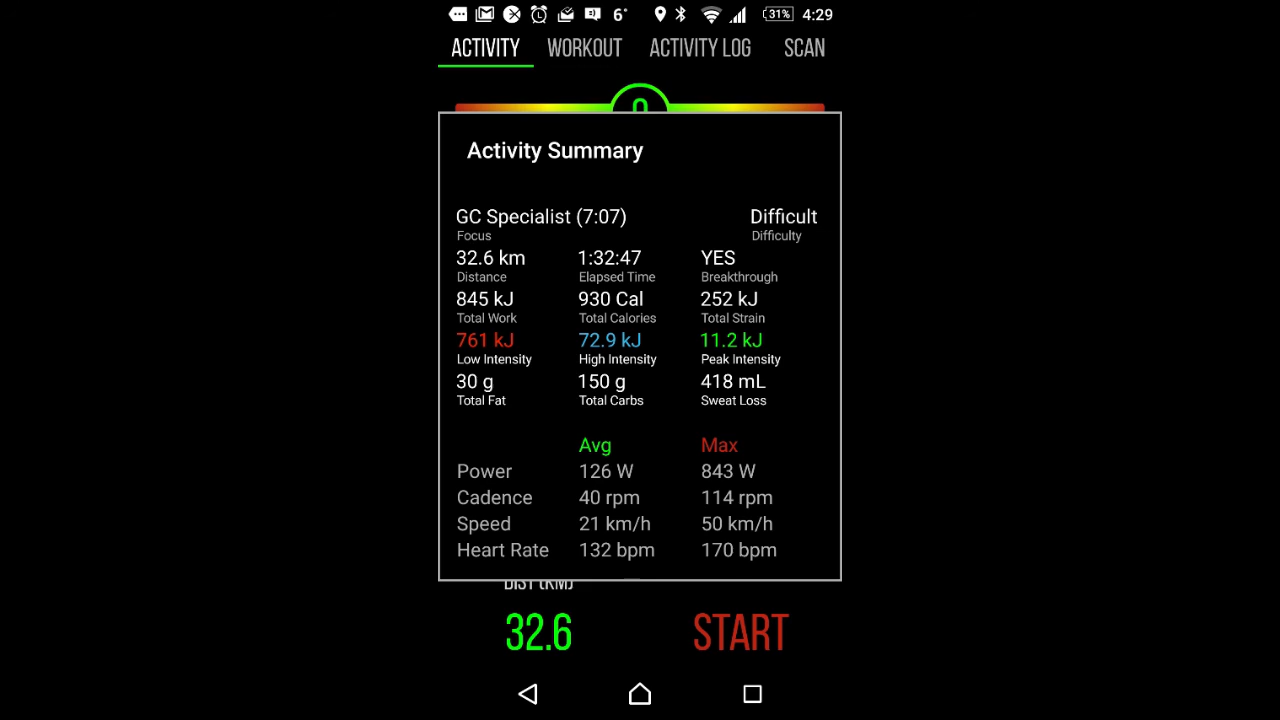 6° 31% 4:29
ACTIVITY WORKOUT ACTIVITY LOG SCAN
Activity Summary
GC Specialist (7:07) Difficult
Focus Difficulty
32.6 km 1:32:47 YES
Distance Elapsed Time Breakthrough
845 kJ 930 Cal 252 kJ
Total Work Total Calories Total Strain
761 kJ 72.9 kJ 11.2 kJ
Low Intensity High Intensity Peak Intensity
30 g 150 g 418 mL
Total Fat Total Carbs Sweat Loss
Avg Max
Power 126 W 843 W
Cadence 40 rpm 114 rpm
Speed 21 km/h 50 km/h
Heart Rate 132 bpm 170 bpm
DIST (KM)
32.6 START